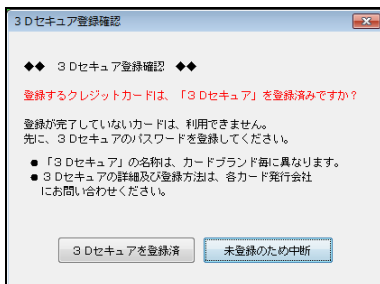 3Dセキュア登録確認
◆◆ 3Dセキュア登録確認 ◆◆
登録するクレジットカードは、「3Dセキュア」を登録済みですか？
登録が完了していないカードは、利用できません。
先に、3Dセキュアのパスワードを登録してください。
● 「3Dセキュア」の名称は、カードブランド毎に異なります。
● 3Dセキュアの詳細及び登録方法は、各カード発行会社
にお問い合わせください。
3Dセキュアを登録済 未登録のため中断